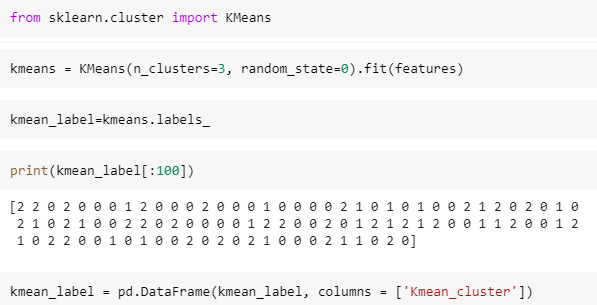 from sklearn.cluster import KMeans
kmeans = KMeans(n_clusters=3, random_state=0).fit(features)
kmean_label=kmeans.labels_
print(kmean_label[:100])
[2 2 0 2 0 0 0 1 2 0 0 0 2 0 0 0 1 0 0 0 0 2 1 0 1 0 1 0 0 2 1 2 0 2 0 1 0
2 1 0 2 1 0 0 2 2 0 2 0 0 0 0 1 2 2 0 0 2 0 1 2 1 2 1 2 0 0 1 1 2 0 0 1 2
1 0 2 2 0 0 1 0 1 0 0 2 0 2 0 2 1 0 0 0 2 1 1 0 2 0]
kmean_label = pd.DataFrame(kmean_label, columns = ['Kmean_cluster'])